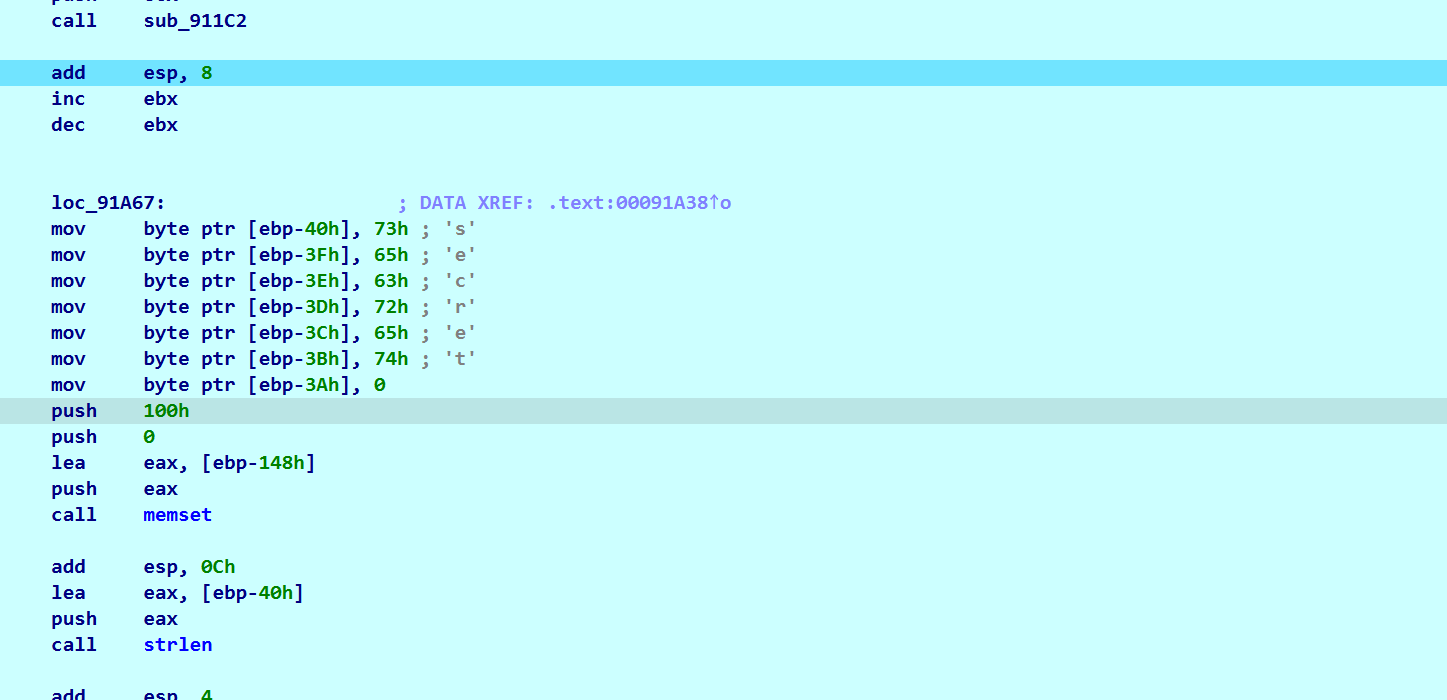 call    sub_911C2
add     esp, 8
inc     ebx
dec     ebx
loc_91A67:                    ; DATA XREF: .text:00091A38↑o
mov     byte ptr [ebp-40h], 73h ; 's'
mov     byte ptr [ebp-3Fh], 65h ; 'e'
mov     byte ptr [ebp-3Eh], 63h ; 'c'
mov     byte ptr [ebp-3Dh], 72h ; 'r'
mov     byte ptr [ebp-3Ch], 65h ; 'e'
mov     byte ptr [ebp-3Bh], 74h ; 't'
mov     byte ptr [ebp-3Ah], 0
push    100h
push    0
lea     eax, [ebp-148h]
push    eax
call    memset
add     esp, 0Ch
lea     eax, [ebp-40h]
push    eax
call    strlen
add     esp, 4